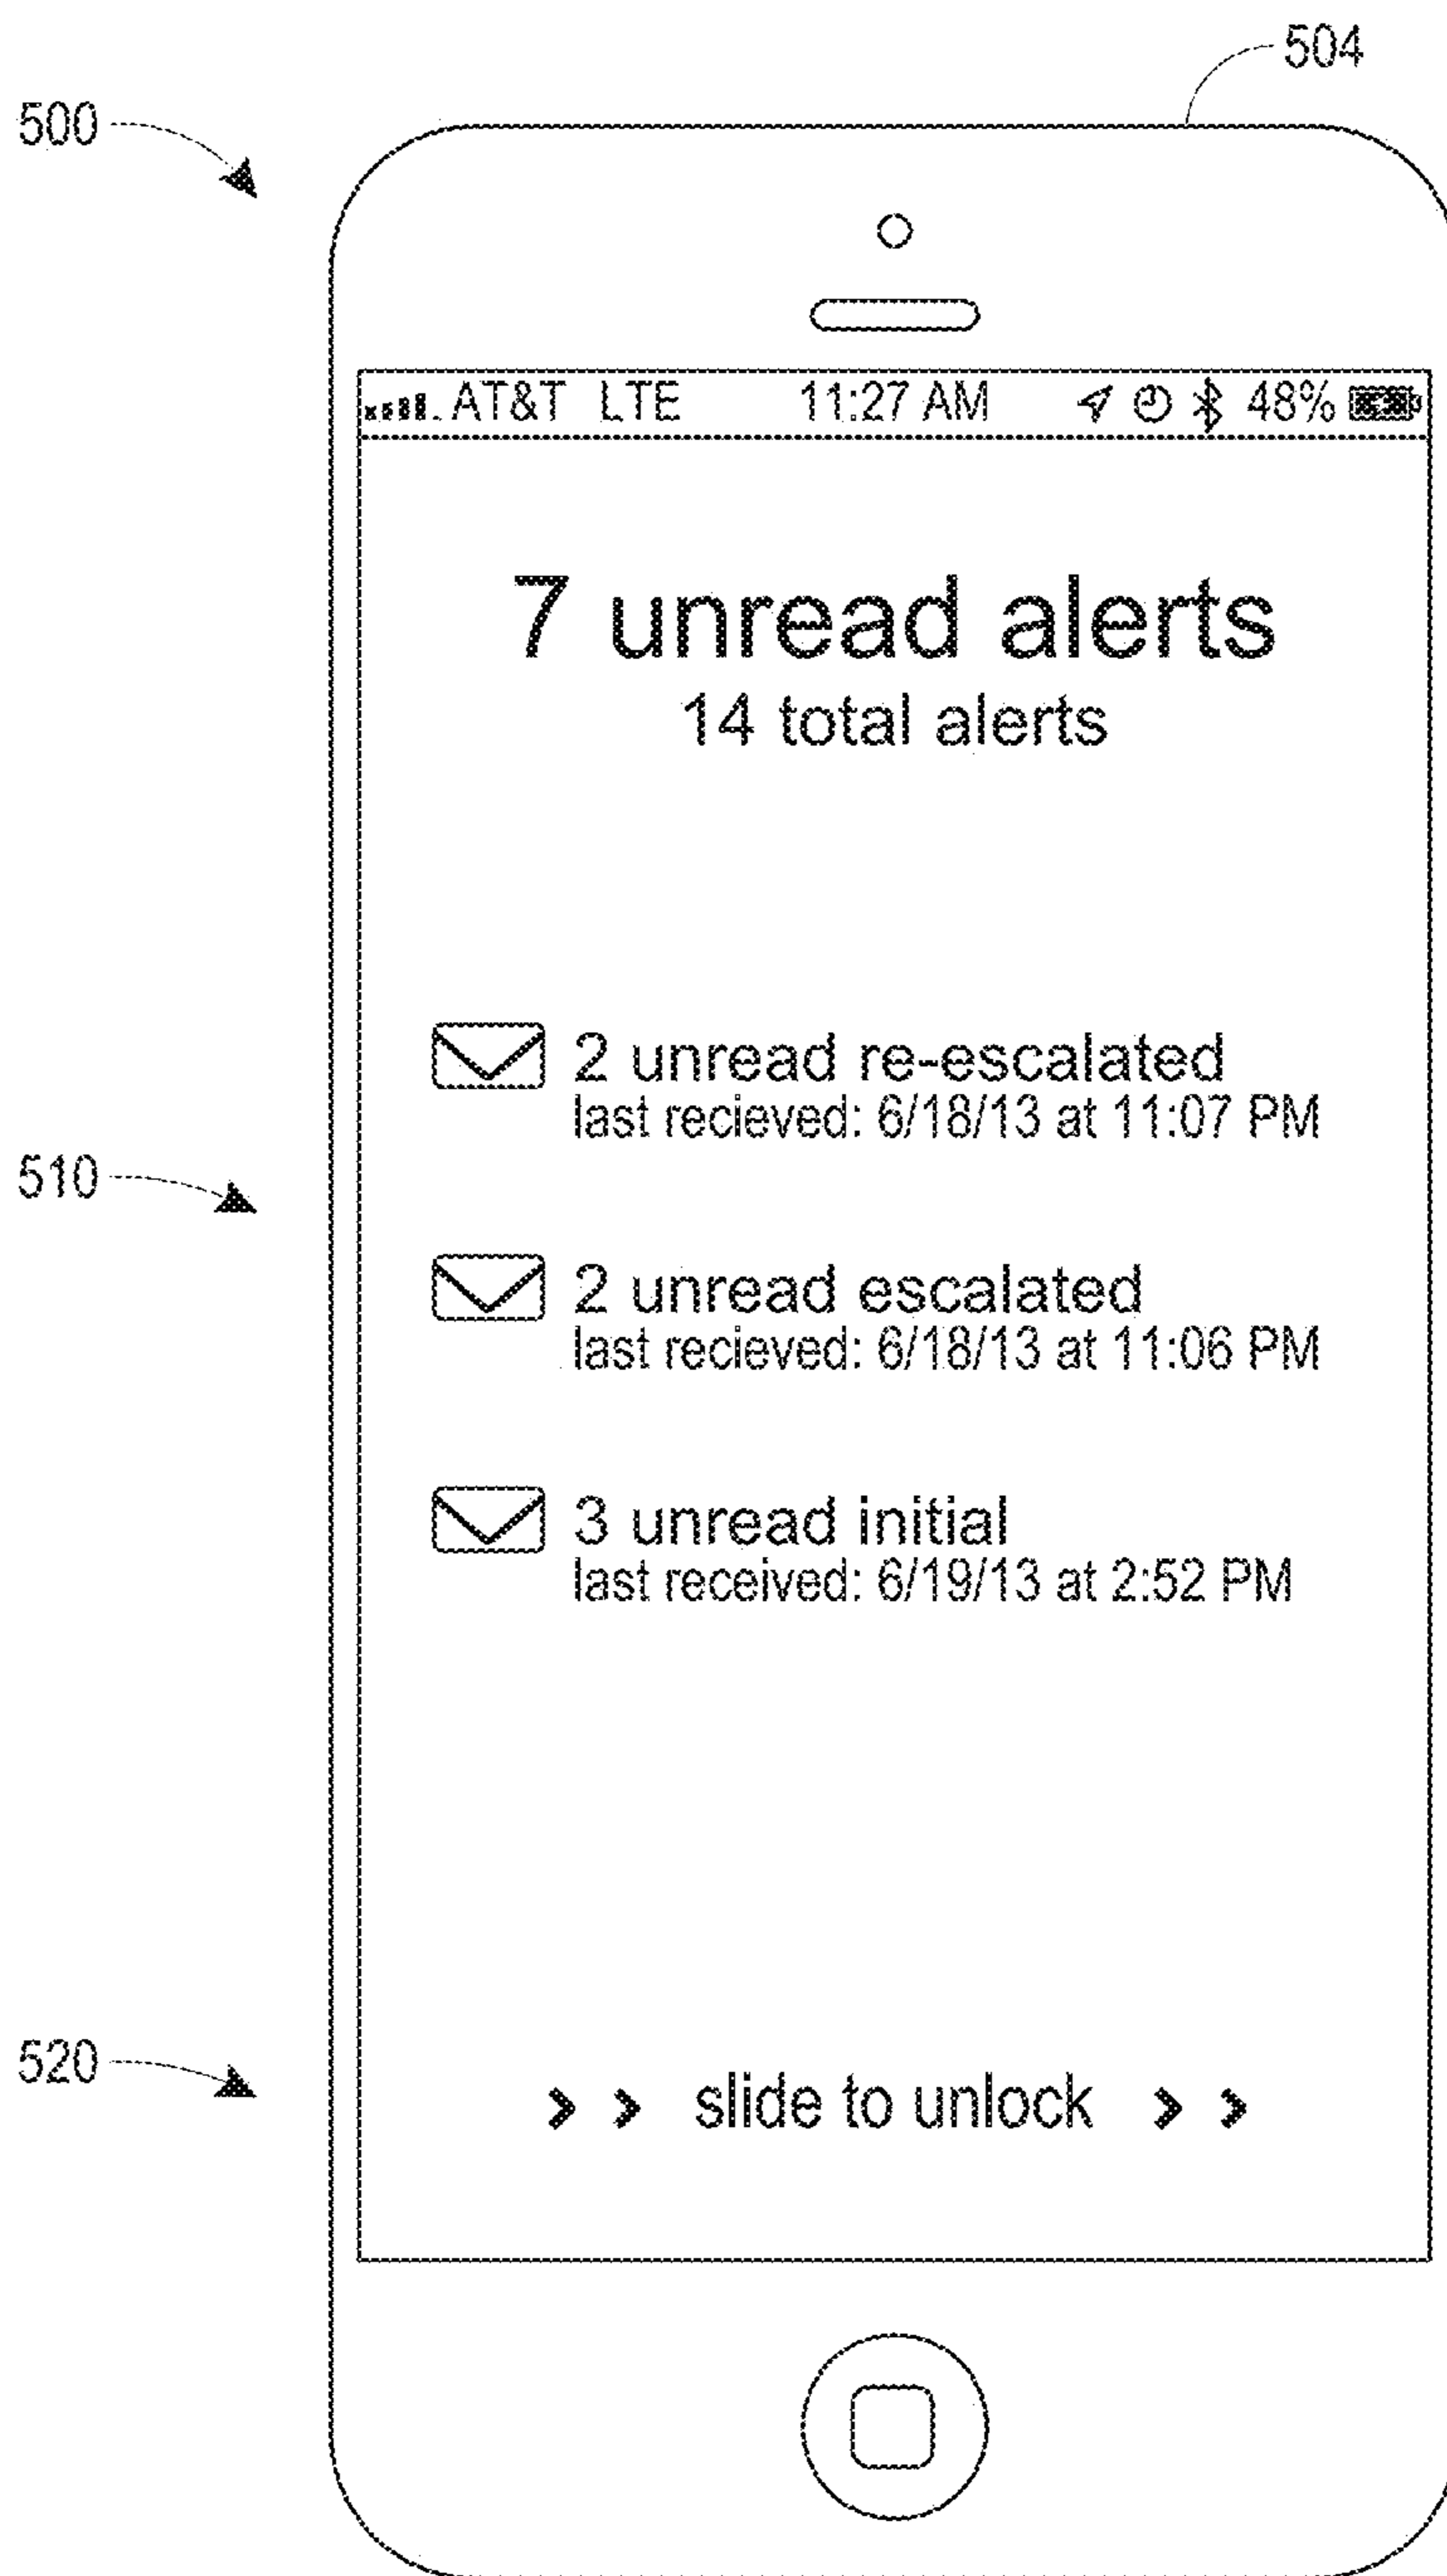 504
500
AT&T LTE 11:27 AM 48%
7 unread alerts
14 total alerts
2 unread re-escalated
last recieved: 6/18/13 at 11:07 PM
510
2 unread escalated
last recieved: 6/18/13 at 11:06 PM
3 unread initial
last received: 6/19/13 at 2:52 PM
520
> > slide to unlock > >